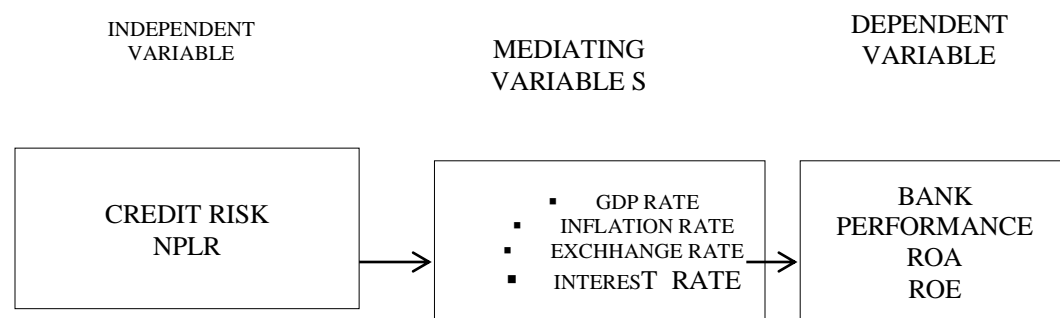 INDEPENDENT
VARIABLE
MEDIATING
VARIABLE S
DEPENDENT
VARIABLE
CREDIT RISK
NPLR
▪ GDP RATE
▪ INFLATION RATE
▪ EXCHHANGE RATE
▪ INTEREST RATE
BANK
PERFORMANCE
ROA
ROE